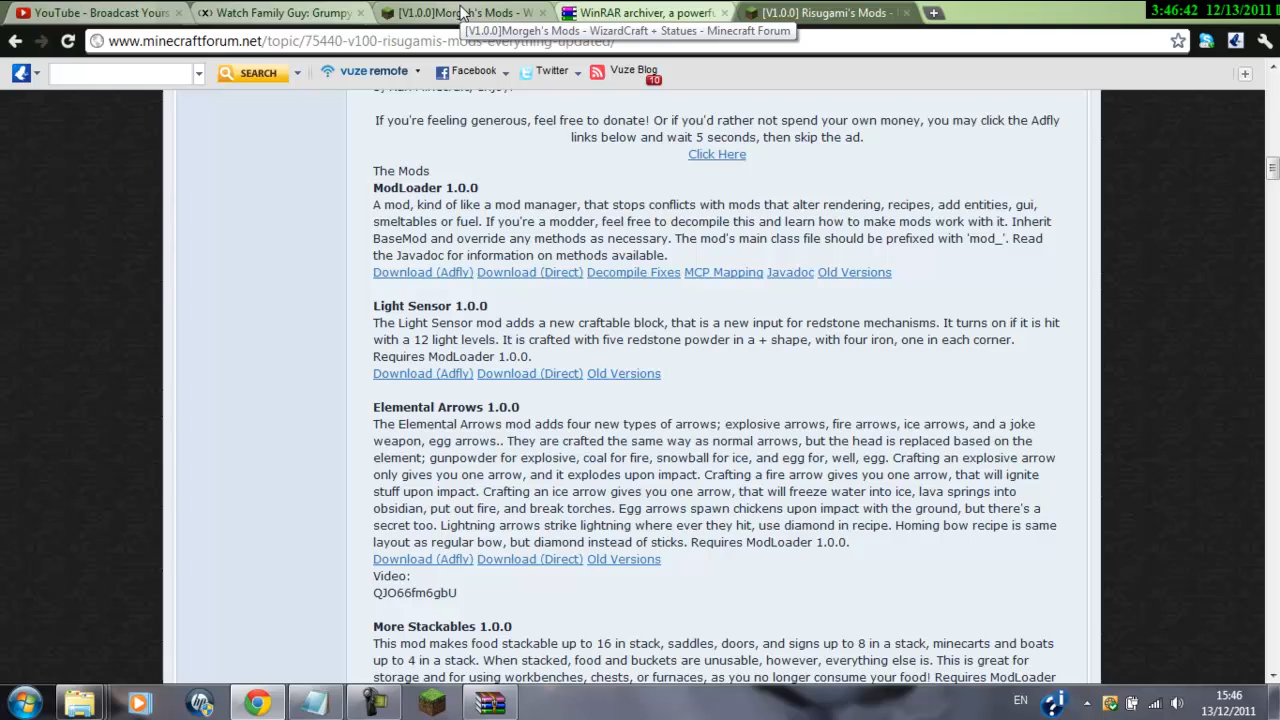 YouTube - Broadcast Yours
Watch Family Guy: Grumpy
[V1.0.0]Morgeh's Mods - W
WinRAR archiver, a powerfu
[V1.0.0] Risugami's Mods -
3:46:42 12/13/2011
[V1.0.0]Morgeh's Mods - WizardCraft + Statues - Minecraft Forum
www.minecraftforum.net/topic/75440-v100-risugamis-mods-everything-updated/
SEARCH
vuze remote
Facebook
Twitter
Vuze Blog
10
If you're feeling generous, feel free to donate! Or if you'd rather not spend your own money, you may click the Adfly
links below and wait 5 seconds, then skip the ad.
Click Here
The Mods
ModLoader 1.0.0
A mod, kind of like a mod manager, that stops conflicts with mods that alter rendering, recipes, add entities, gui,
smeltables or fuel. If you're a modder, feel free to decompile this and learn how to make mods work with it. Inherit
BaseMod and override any methods as necessary. The mod's main class file should be prefixed with 'mod_'. Read
the Javadoc for information on methods available.
Download (Adfly) Download (Direct) Decompile Fixes MCP Mapping Javadoc Old Versions
Light Sensor 1.0.0
The Light Sensor mod adds a new craftable block, that is a new input for redstone mechanisms. It turns on if it is hit
with a 12 light levels. It is crafted with five redstone powder in a + shape, with four iron, one in each corner.
Requires ModLoader 1.0.0.
Download (Adfly) Download (Direct) Old Versions
Elemental Arrows 1.0.0
The Elemental Arrows mod adds four new types of arrows; explosive arrows, fire arrows, ice arrows, and a joke
weapon, egg arrows.. They are crafted the same way as normal arrows, but the head is replaced based on the
element; gunpowder for explosive, coal for fire, snowball for ice, and egg for, well, egg. Crafting an explosive arrow
only gives you one arrow, and it explodes upon impact. Crafting a fire arrow gives you one arrow, that will ignite
stuff upon impact. Crafting an ice arrow gives you one arrow, that will freeze water into ice, lava springs into
obsidian, put out fire, and break torches. Egg arrows spawn chickens upon impact with the ground, but there's a
secret too. Lightning arrows strike lightning where ever they hit, use diamond in recipe. Homing bow recipe is same
layout as regular bow, but diamond instead of sticks. Requires ModLoader 1.0.0.
Download (Adfly) Download (Direct) Old Versions
Video:
QJO66fm6gbU
More Stackables 1.0.0
This mod makes food stackable up to 16 in stack, saddles, doors, and signs up to 8 in a stack, minecarts and boats
up to 4 in a stack. When stacked, food and buckets are unusable, however, everything else is. This is great for
storage and for using workbenches, chests, or furnaces, as you no longer consume your food! Requires ModLoader
EN
15:46
13/12/2011